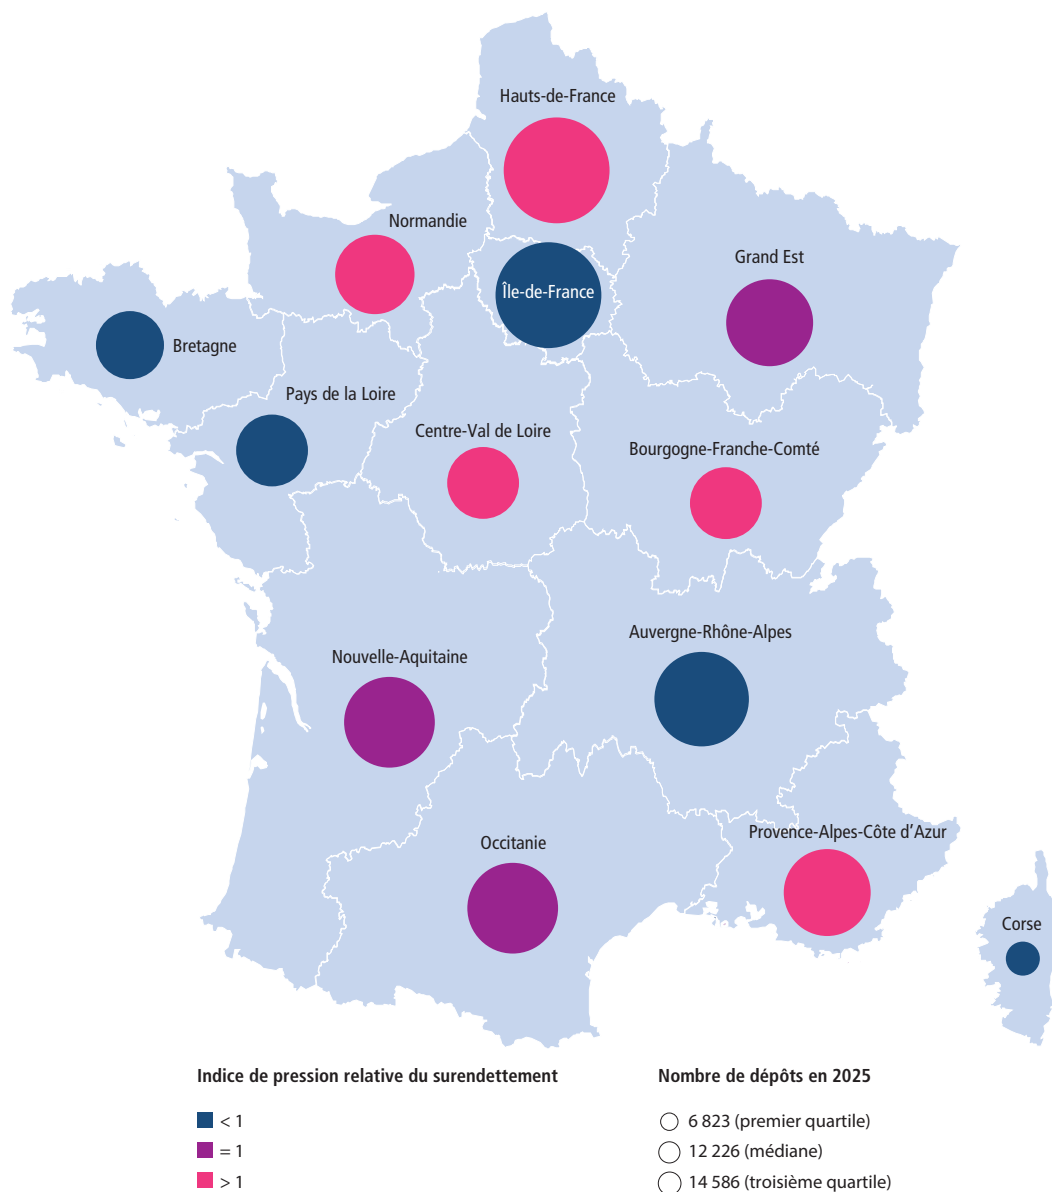 Hauts-de-France
Normandie
Grand Est
Île-de-France
Bretagne
Pays de la Loire
Centre-Val de Loire
Bourgogne-Franche-Comté
Auvergne-Rhône-Alpes
Nouvelle-Aquitaine
Provence-Alpes-Côte d’Azur
Occitanie
Corse
Indice de pression relative du surendettement
< 1
= 1
> 1
Nombre de dépôts en 2025
6 823 (premier quartile)
12 226 (médiane)
14 586 (troisième quartile)